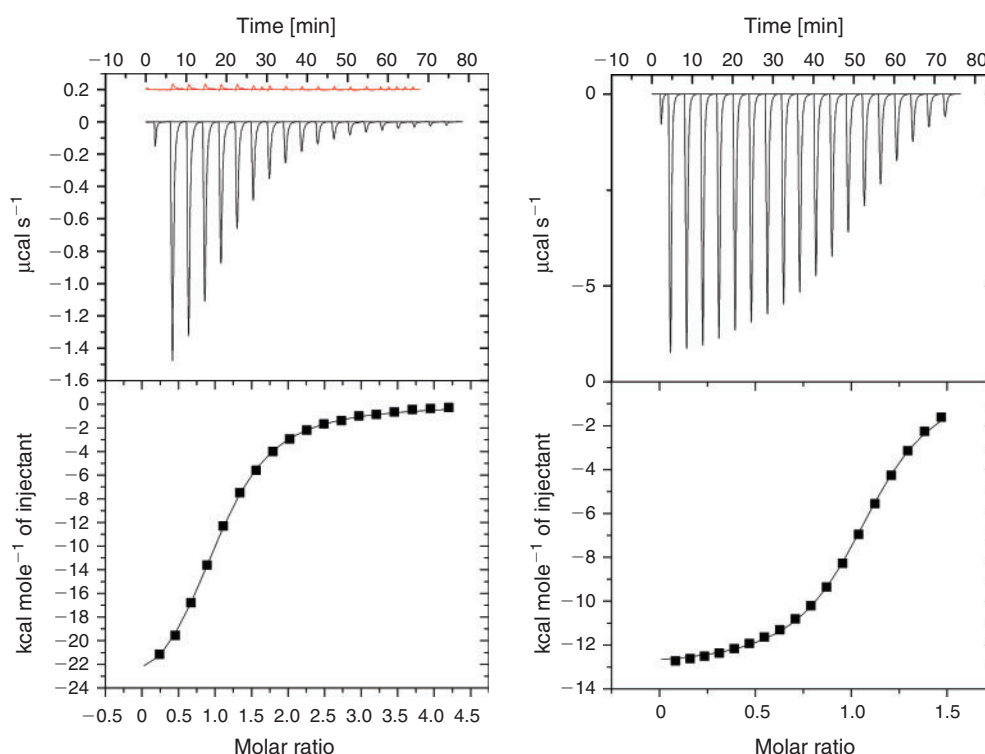 Time [min]
−10 0 10 20 30 40 50 60 70 80
0.2
0
−0.2
−0.4
−0.6
−0.8
−1.0
−1.2
−1.4
−1.6
µcal s−1
0
−2
−4
−6
−8
−12
−10
−14
−16
−18
−20
−22
−24
kcal mole−1 of injectant
−0.5 0 0.5 1.0 1.5 2.0 2.5 3.0 3.5 4.0 4.5
Molar ratio
Time [min]
−10 0 10 20 30 40 50 60 70 80
0
−5
0
µcal s−1
−2
−4
−6
−8
−10
−12
−14
kcal mole−1 of injectant
0 0.5 1.0 1.5
Molar ratio